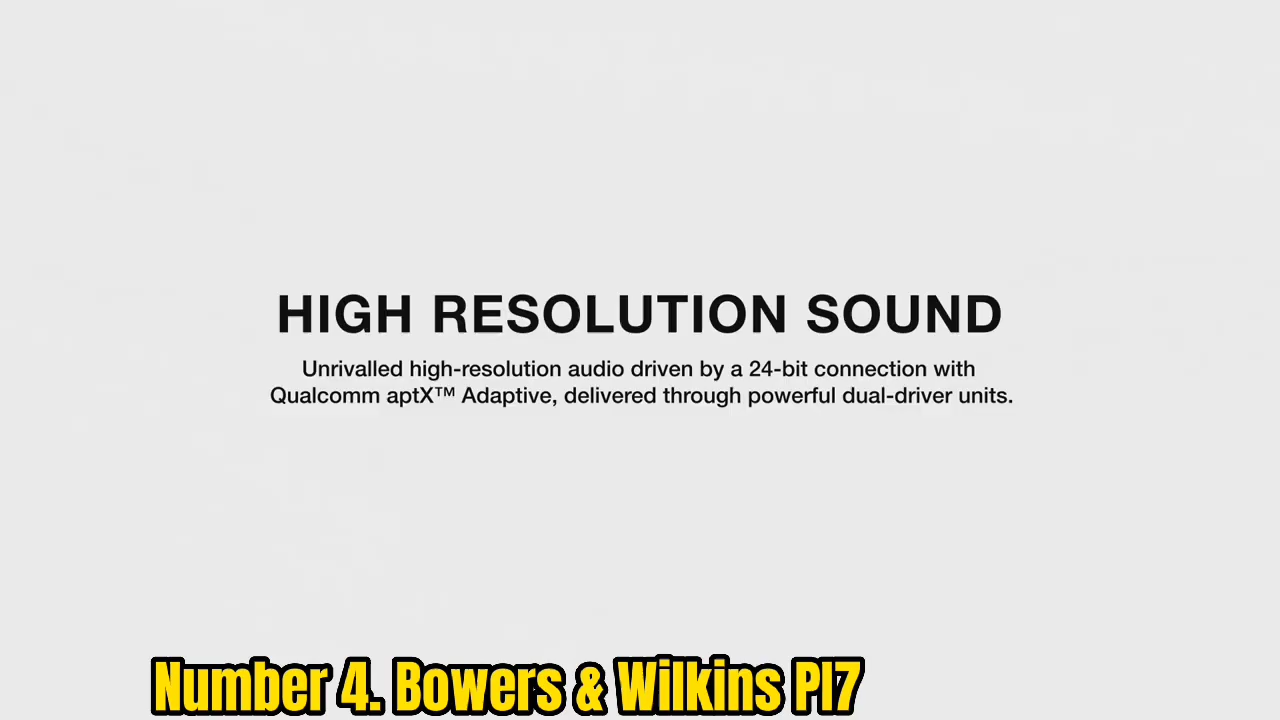 HIGH RESOLUTION SOUND
Unrivalled high-resolution audio driven by a 24-bit connection with
Qualcomm aptX™ Adaptive, delivered through powerful dual-driver units.
Number 4. Bowers & Wilkins PI7